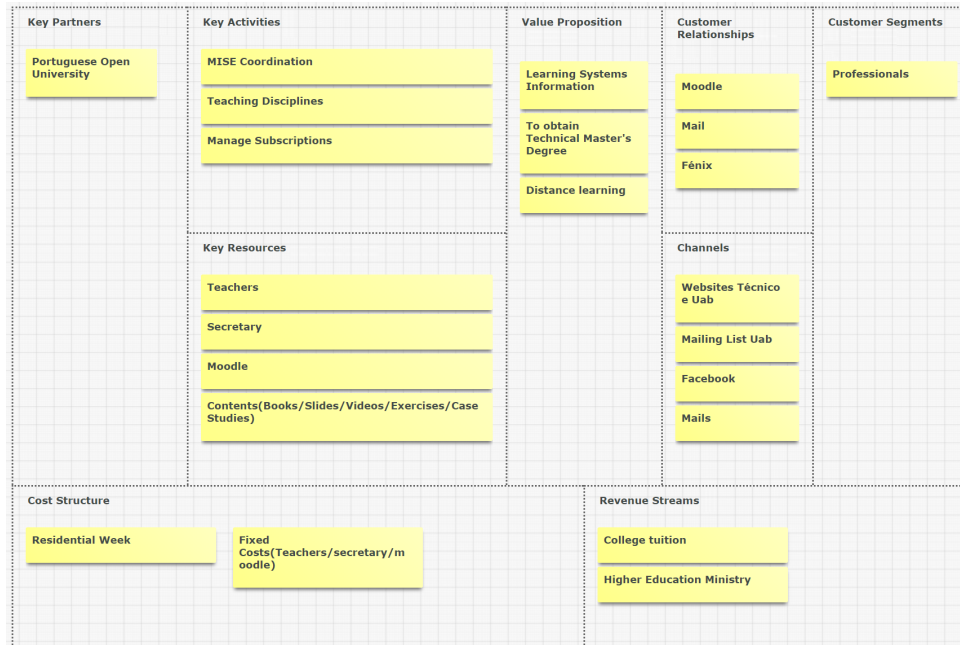 Key Partners
Portuguese Open
University
Key Activities
MISE Coordination
Teaching Disciplines
Manage Subscriptions
Key Resources
Teachers
Secretary
Moodle
Contents(Books/Slides/Videos/Exercises/Case
Studies)
Value Proposition
Learning Systems
Information
To obtain
Technical Master's
Degree
Distance learning
Customer
Relationships
Moodle
Mail
Fénix
Channels
Websites Técnico
e Uab
Mailing List Uab
Facebook
Mails
Customer Segments
Professionals
Cost Structure
Residential Week
Fixed
Costs(Teachers/secretary/m
oodle)
Revenue Streams
College tuition
Higher Education Ministry